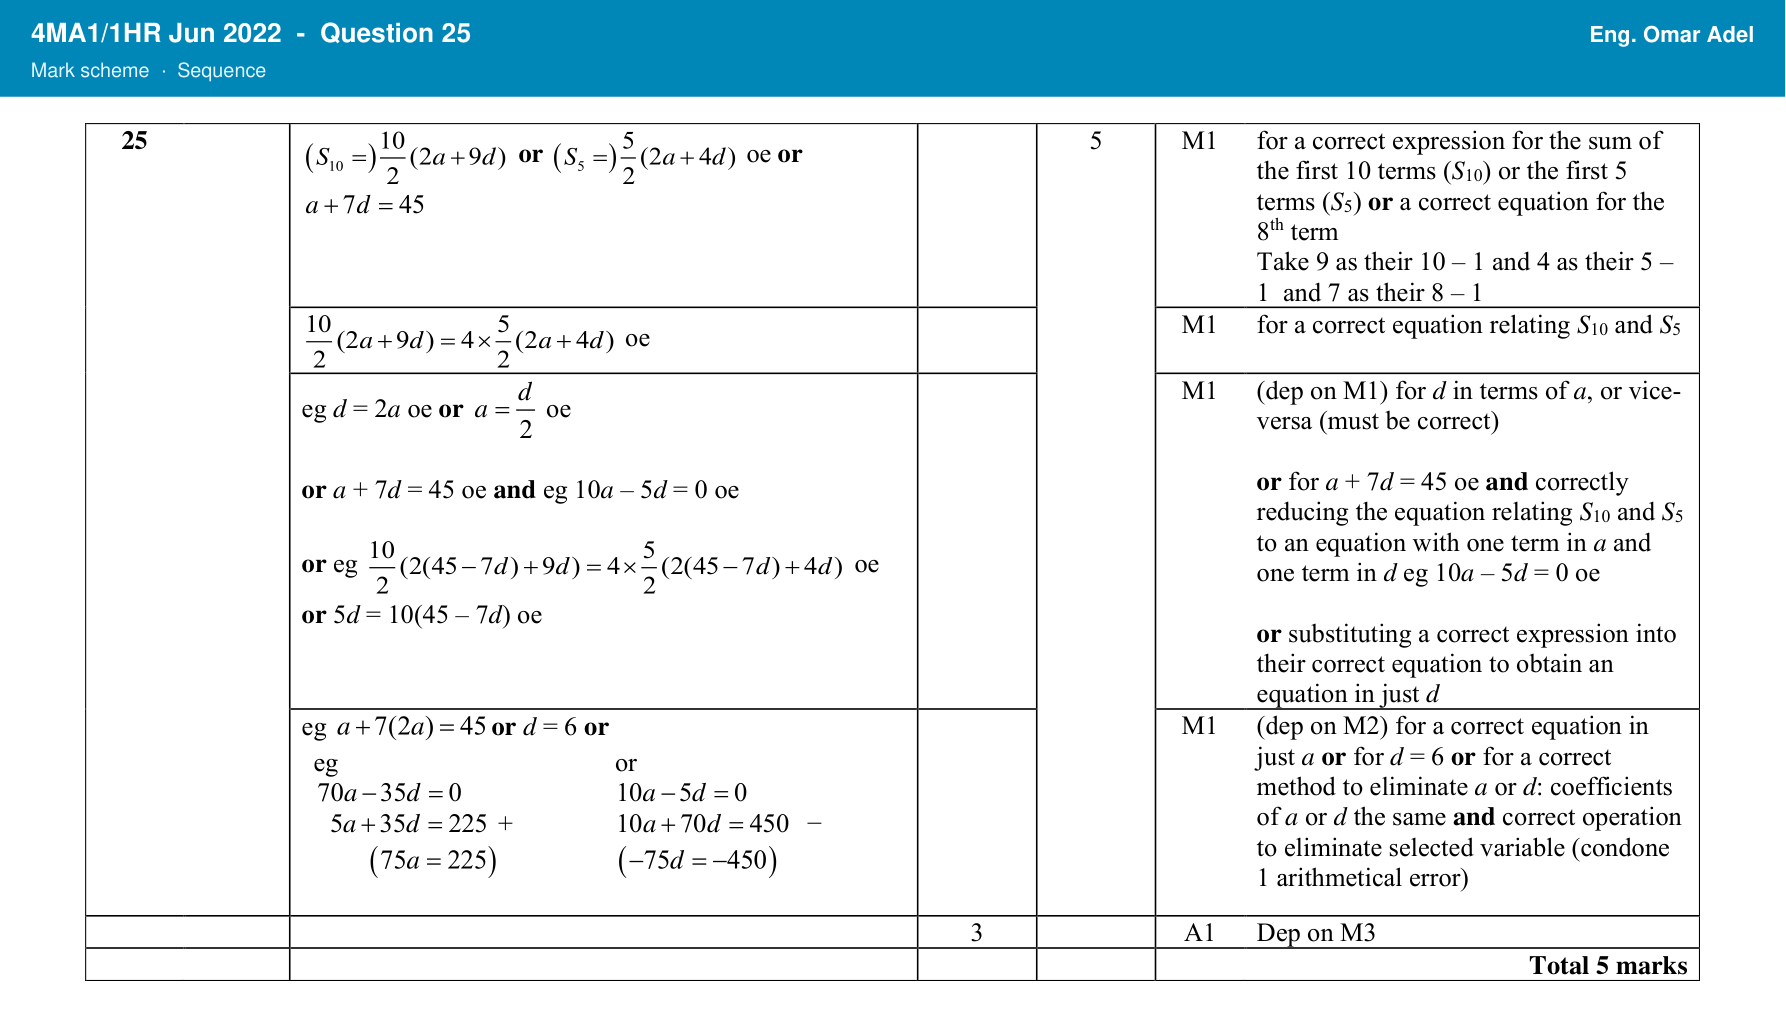 4MA1/1HR Jun 2022 - Question 25
Eng. Omar Adel
Mark scheme · Sequence
25
(S₁₀ =) 10/2 (2a + 9d) or (S₅ =) 5/2 (2a + 4d) oe or
a + 7d = 45
5
M1 for a correct expression for the sum of
the first 10 terms (S₁₀) or the first 5
terms (S₅) or a correct equation for the
8th term
Take 9 as their 10 – 1 and 4 as their 5 –
1 and 7 as their 8 – 1
10/2 (2a + 9d) = 4 × 5/2 (2a + 4d) oe
M1 for a correct equation relating S₁₀ and S₅
eg d = 2a oe or a = d/2 oe
or a + 7d = 45 oe and eg 10a – 5d = 0 oe
or eg 10/2 (2(45 – 7d) + 9d) = 4 × 5/2 (2(45 – 7d) + 4d) oe
or 5d = 10(45 – 7d) oe
M1 (dep on M1) for d in terms of a, or vice-
versa (must be correct)
or for a + 7d = 45 oe and correctly
reducing the equation relating S₁₀ and S₅
to an equation with one term in a and
one term in d eg 10a – 5d = 0 oe
or substituting a correct expression into
their correct equation to obtain an
equation in just d
eg a + 7(2a) = 45 or d = 6 or
eg or
70a – 35d = 0 10a – 5d = 0
5a + 35d = 225 + 10a + 70d = 450 –
(75a = 225) (–75d = –450)
M1 (dep on M2) for a correct equation in
just a or for d = 6 or for a correct
method to eliminate a or d: coefficients
of a or d the same and correct operation
to eliminate selected variable (condone
1 arithmetical error)
3 A1 Dep on M3
Total 5 marks